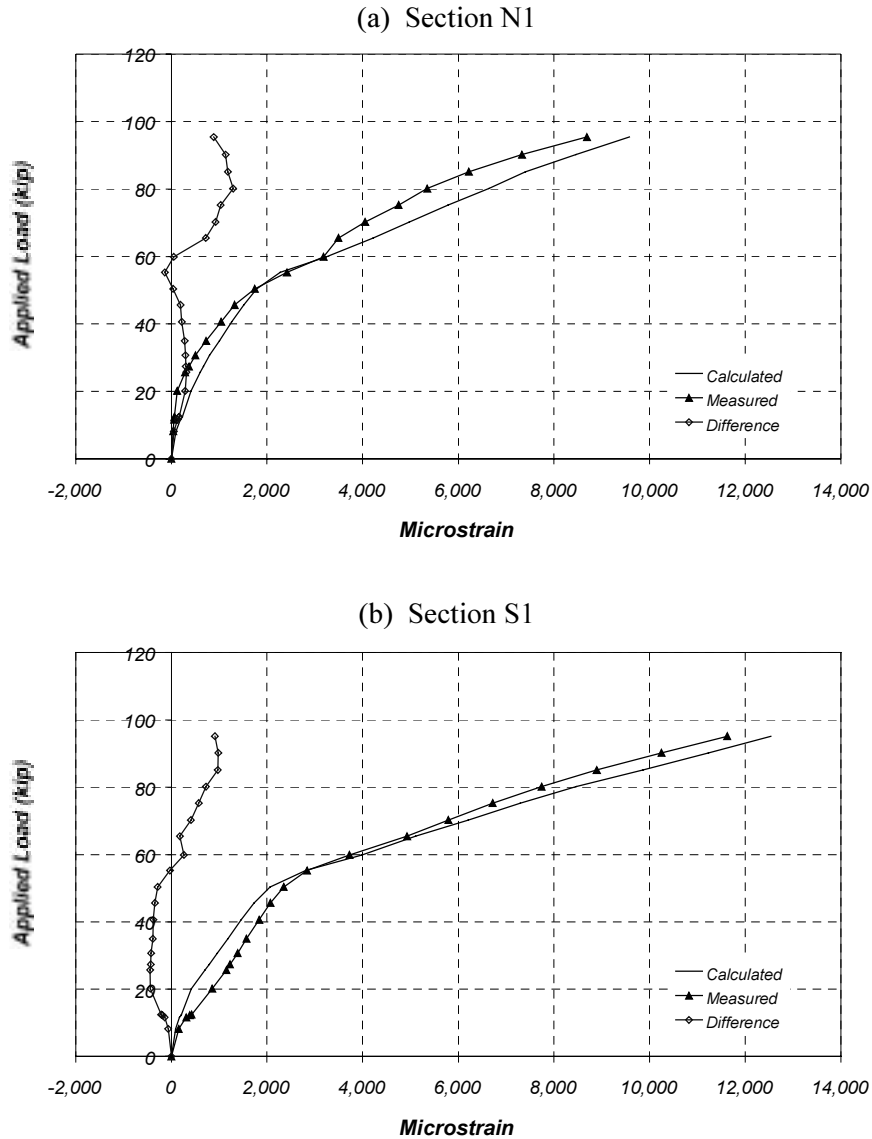 (a) Section N1
120
100
80
60
40
20
0
Applied Load (kip)
-2,000 0 2,000 4,000 6,000 8,000 10,000 12,000 14,000
Microstrain
Calculated
Measured
Difference
(b) Section S1
120
100
80
60
40
20
0
Applied Load (kip)
-2,000 0 2,000 4,000 6,000 8,000 10,000 12,000 14,000
Microstrain
Calculated
Measured
Difference